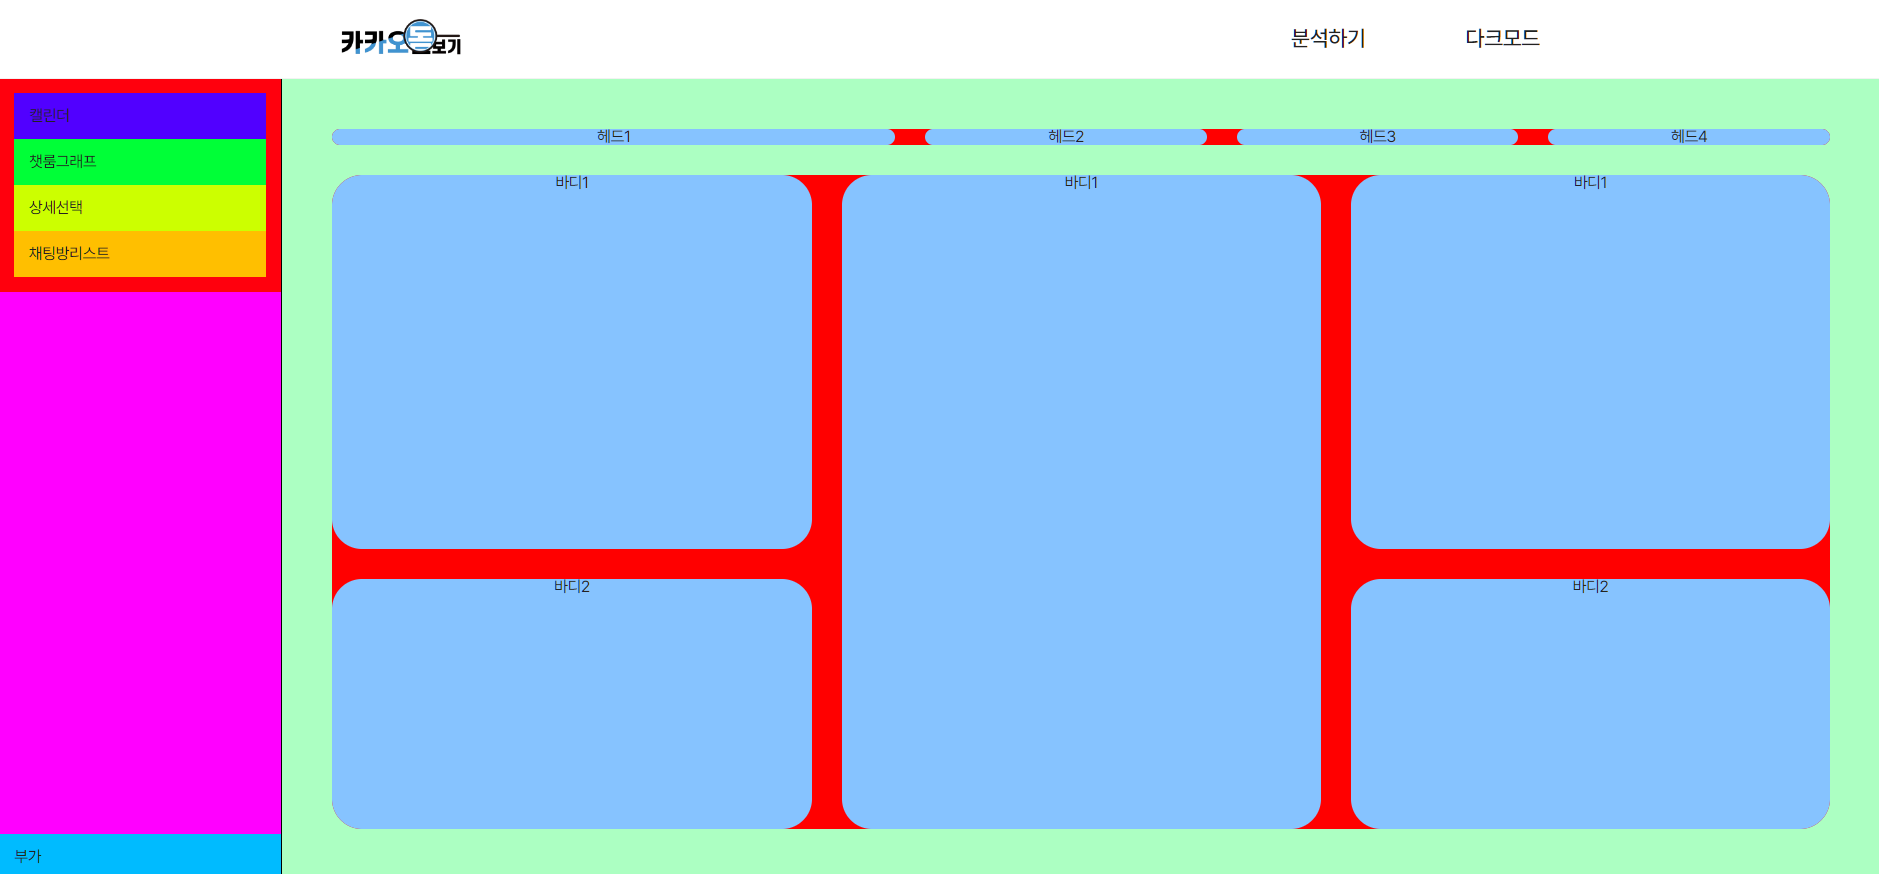 카카오돋보기
분석하기
다크모드
캘린더
챗룸그래프
상세선택
채팅방리스트
부가
헤드1
헤드2
헤드3
헤드4
바디1
바디1
바디1
바디2
바디2